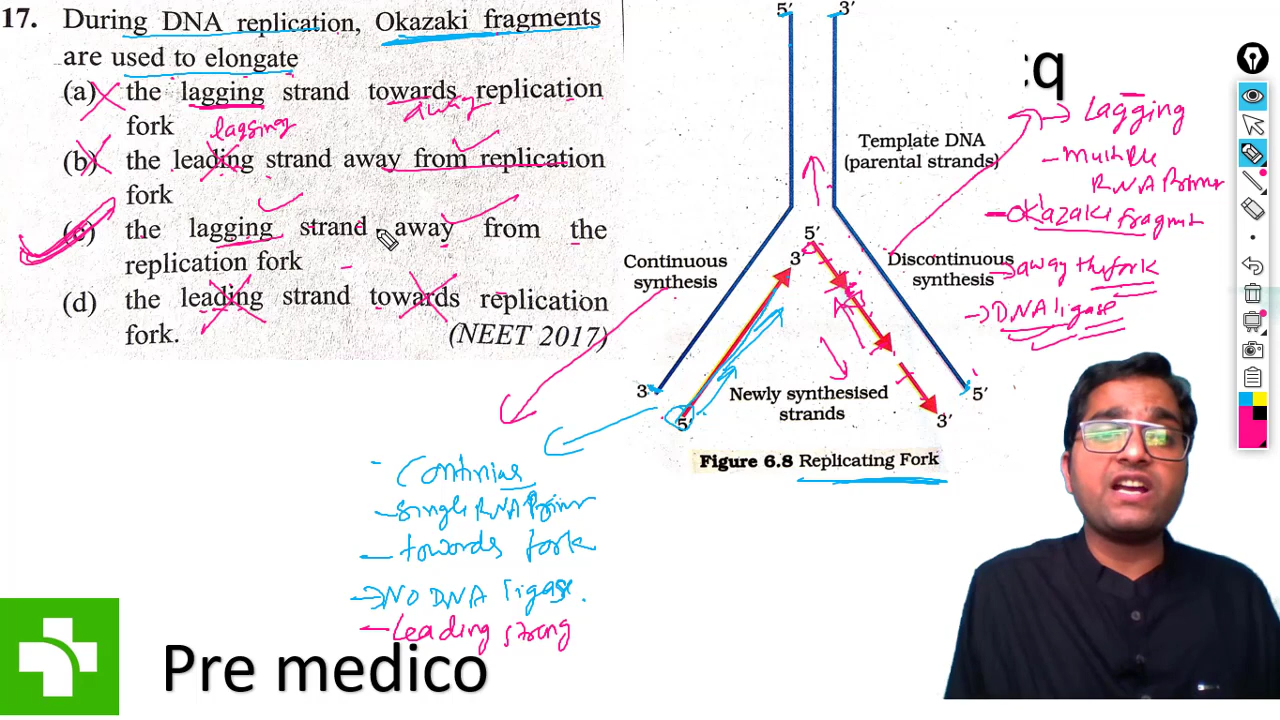 17. During DNA replication, Okazaki fragments
are used to elongate
(a) the lagging strand towards replication
away
fork
lagging
(b) the leading strand away from replication
fork
(c) the lagging strand away from the
replication fork
(d) the leading strand towards replication
fork. (NEET 2017)
5' 3'
Template DNA
(parental strands)
5'
3'
Continuous
synthesis
Discontinuous
synthesis
3'
5'
5'
3'
Newly synthesised
strands
Figure 6.8 Replicating Fork
cq
→ Lagging
- Multiple
RNA Primer
- Okazaki fragmt
→ away the fork
→ DNA ligase
- Continius
- single RNA Primer
- towards fork
→ NO DNA ligase.
- Leading strong
Pre medico